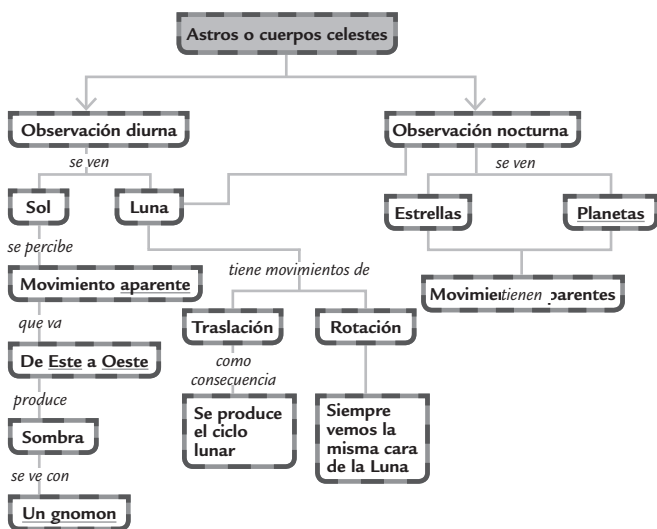 Astros o cuerpos celestes
Observación diurna
Observación nocturna
se ven
se ven
Sol
Luna
Estrellas
Planetas
se percibe
tiene movimientos de
Movimiento aparente
tienen
parentes
que va
Traslación
Rotación
De Este a Oeste
como
consecuencia
produce
Se produce
el ciclo
lunar
Siempre
vemos la
misma cara
de la Luna
Sombra
se ve con
Un gnomon